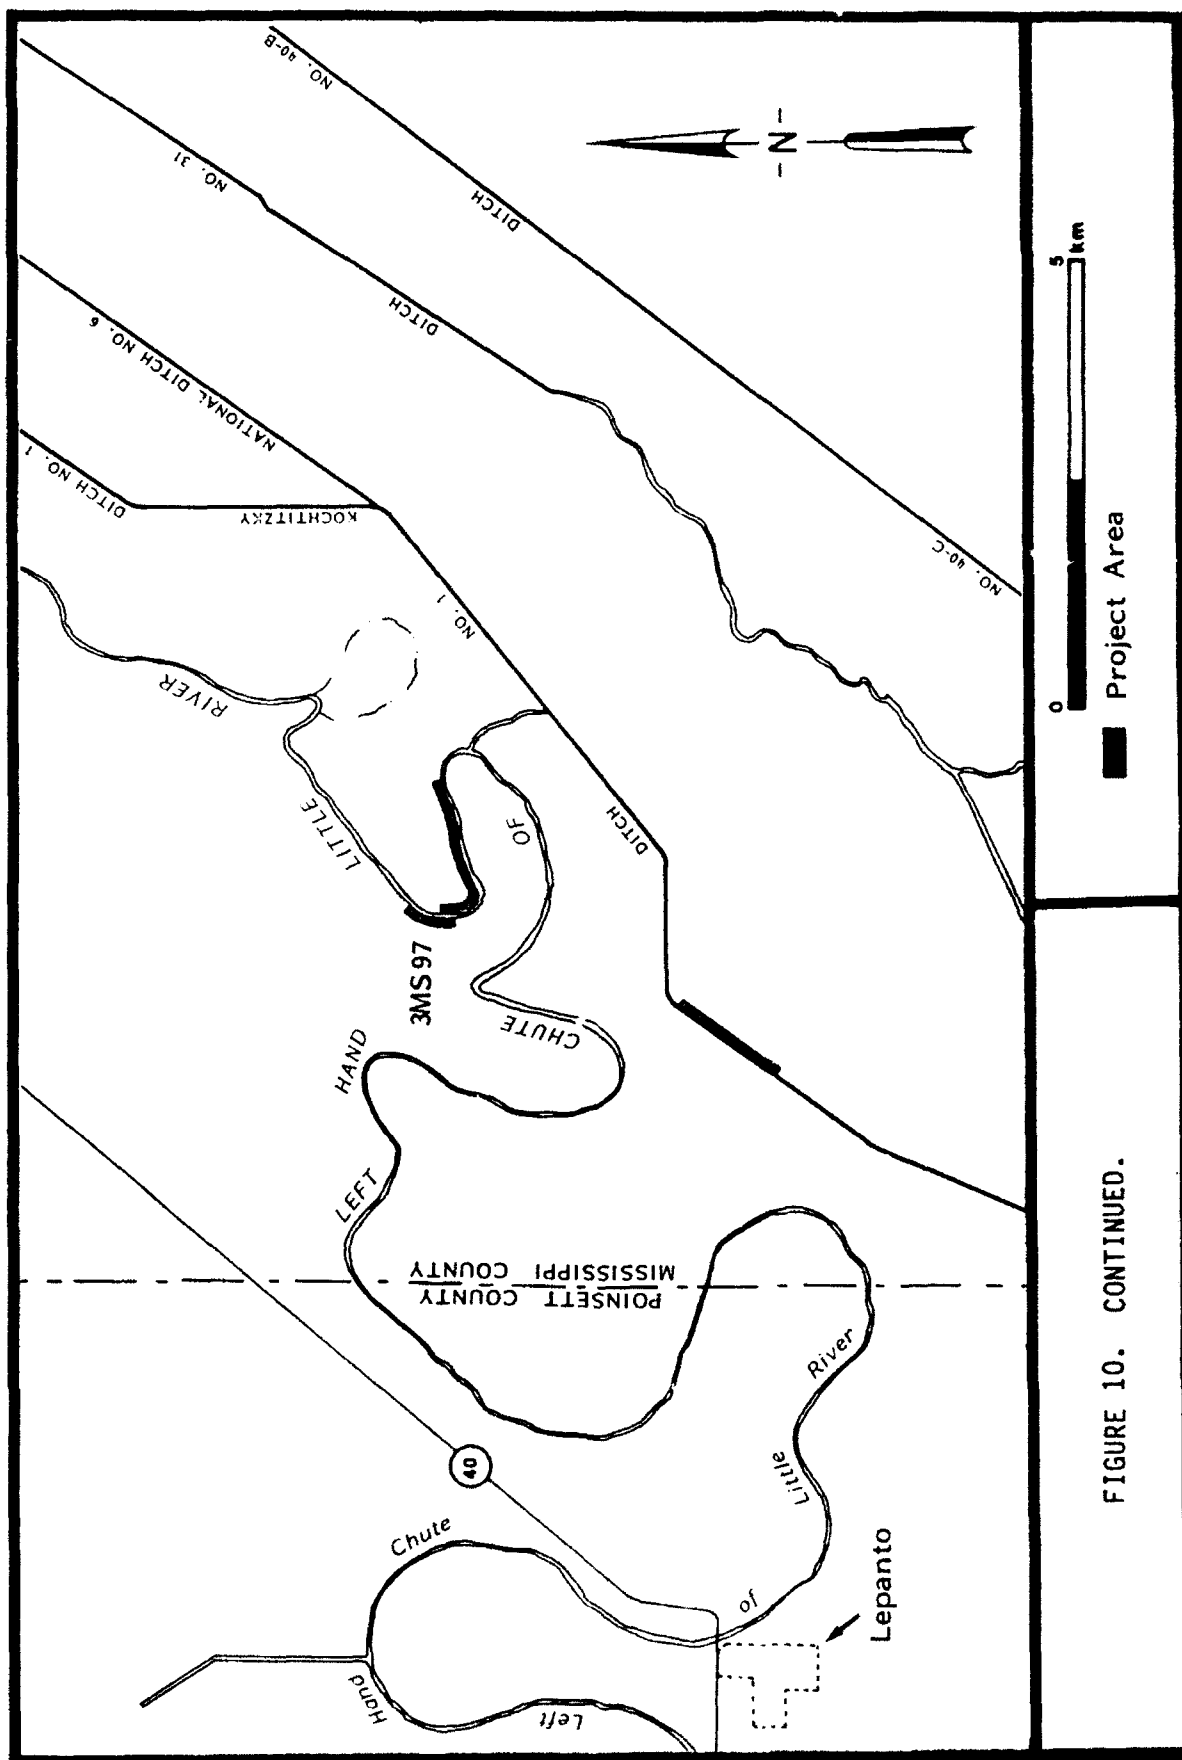 NO. 40-B
DITCH
NO. 40-C
NO. 31
DITCH
NATIONAL DITCH NO. 6
DITCH NO. 1
KOCHTITZKY
NO. 1
DITCH
LITTLE
RIVER
3MS97
LEFT
HAND
CHUTE
OF
POINSETT COUNTY
MISSISSIPPI COUNTY
40
Left
Hand
Chute
of
Little
River
Lepanto
-N-
0
5
km
Project Area
FIGURE 10. CONTINUED.